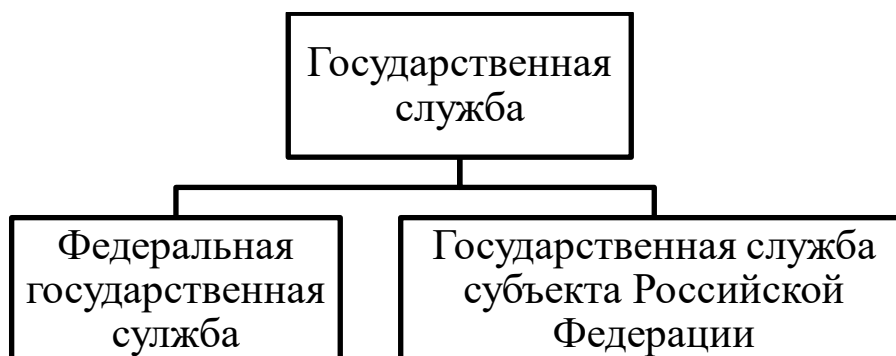 Государственная
служба
Федеральная
государственная
сулжба
Государственная служба
субъекта Российской
Федерации